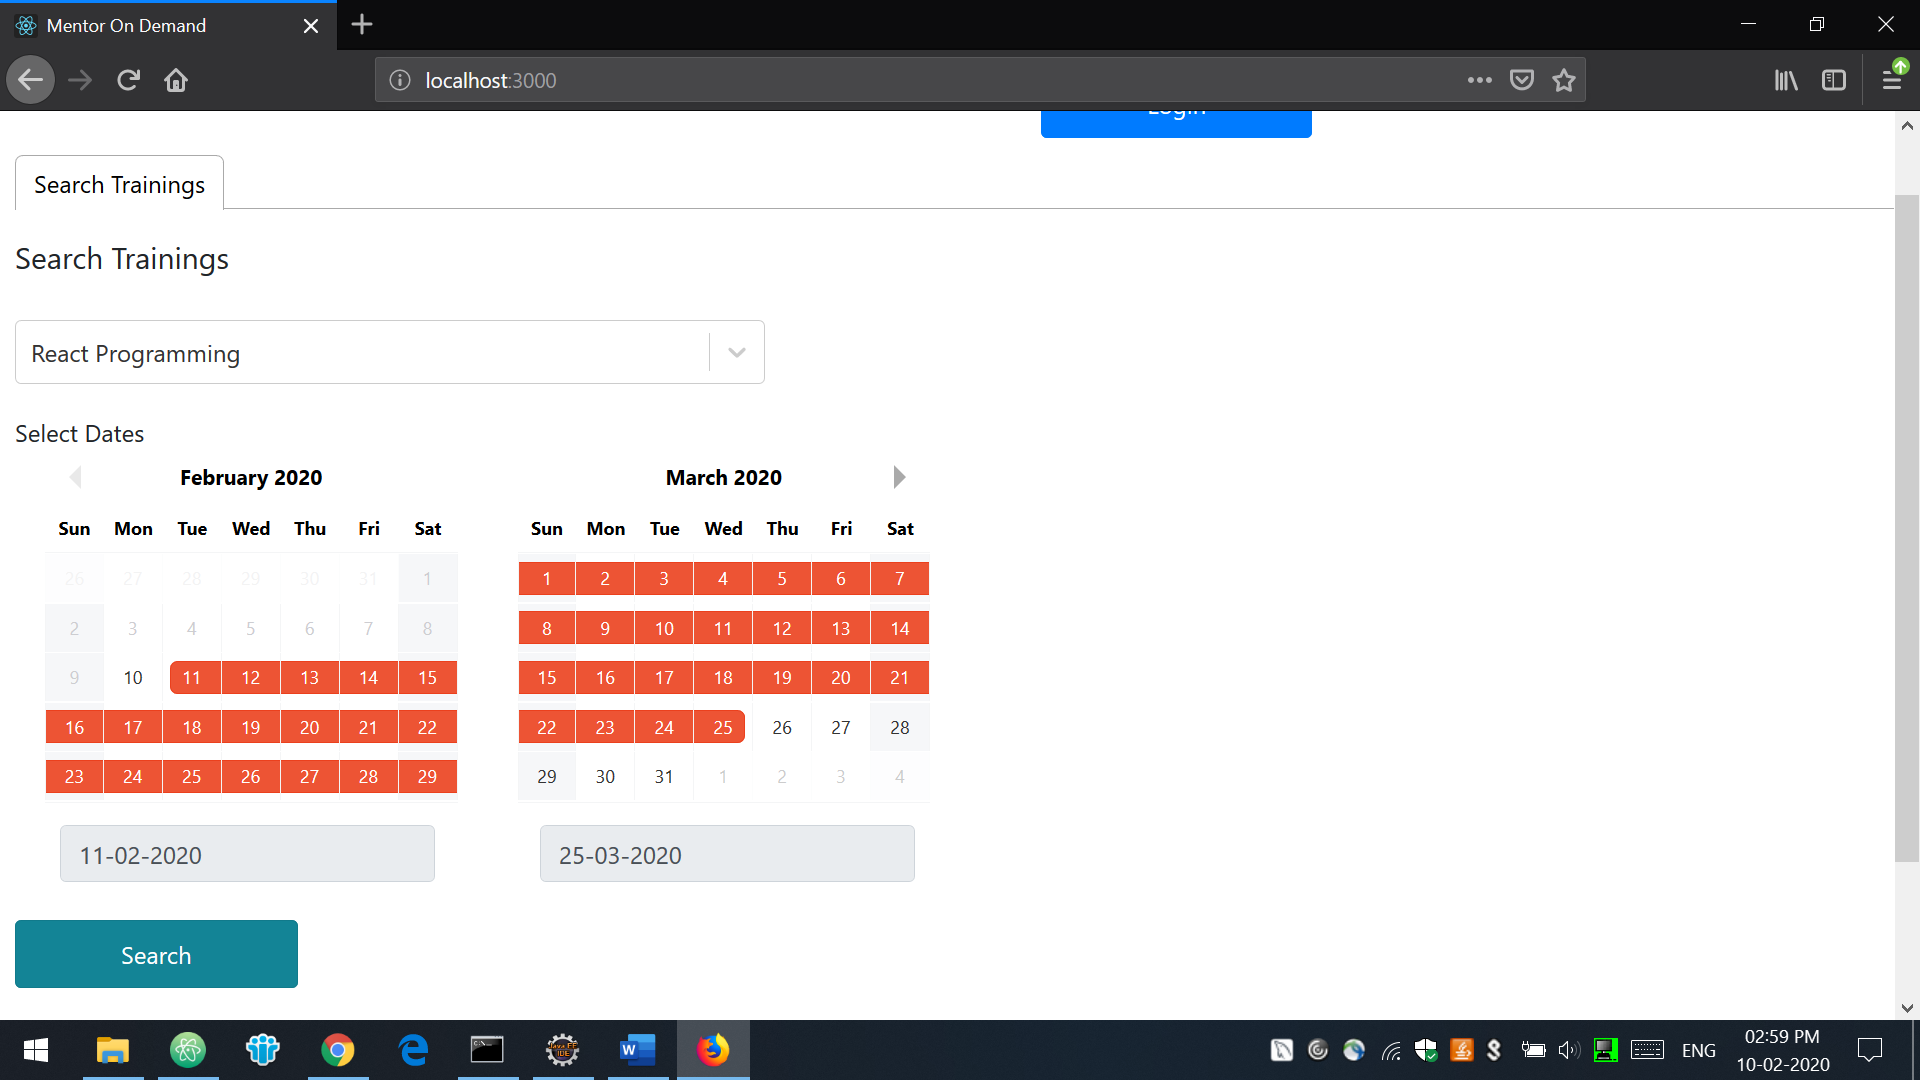 Mentor On Demand
localhost:3000
Login
Search Trainings
Search Trainings
React Programming
Select Dates
February 2020
March 2020
Sun Mon Tue Wed Thu Fri Sat
Sun Mon Tue Wed Thu Fri Sat
26 27 28 29 30 31 1
1 2 3 4 5 6 7
2 3 4 5 6 7 8
8 9 10 11 12 13 14
9 10 11 12 13 14 15
15 16 17 18 19 20 21
16 17 18 19 20 21 22
22 23 24 25 26 27 28
23 24 25 26 27 28 29
29 30 31 1 2 3 4
11-02-2020
25-03-2020
Search
ENG
02:59 PM
10-02-2020